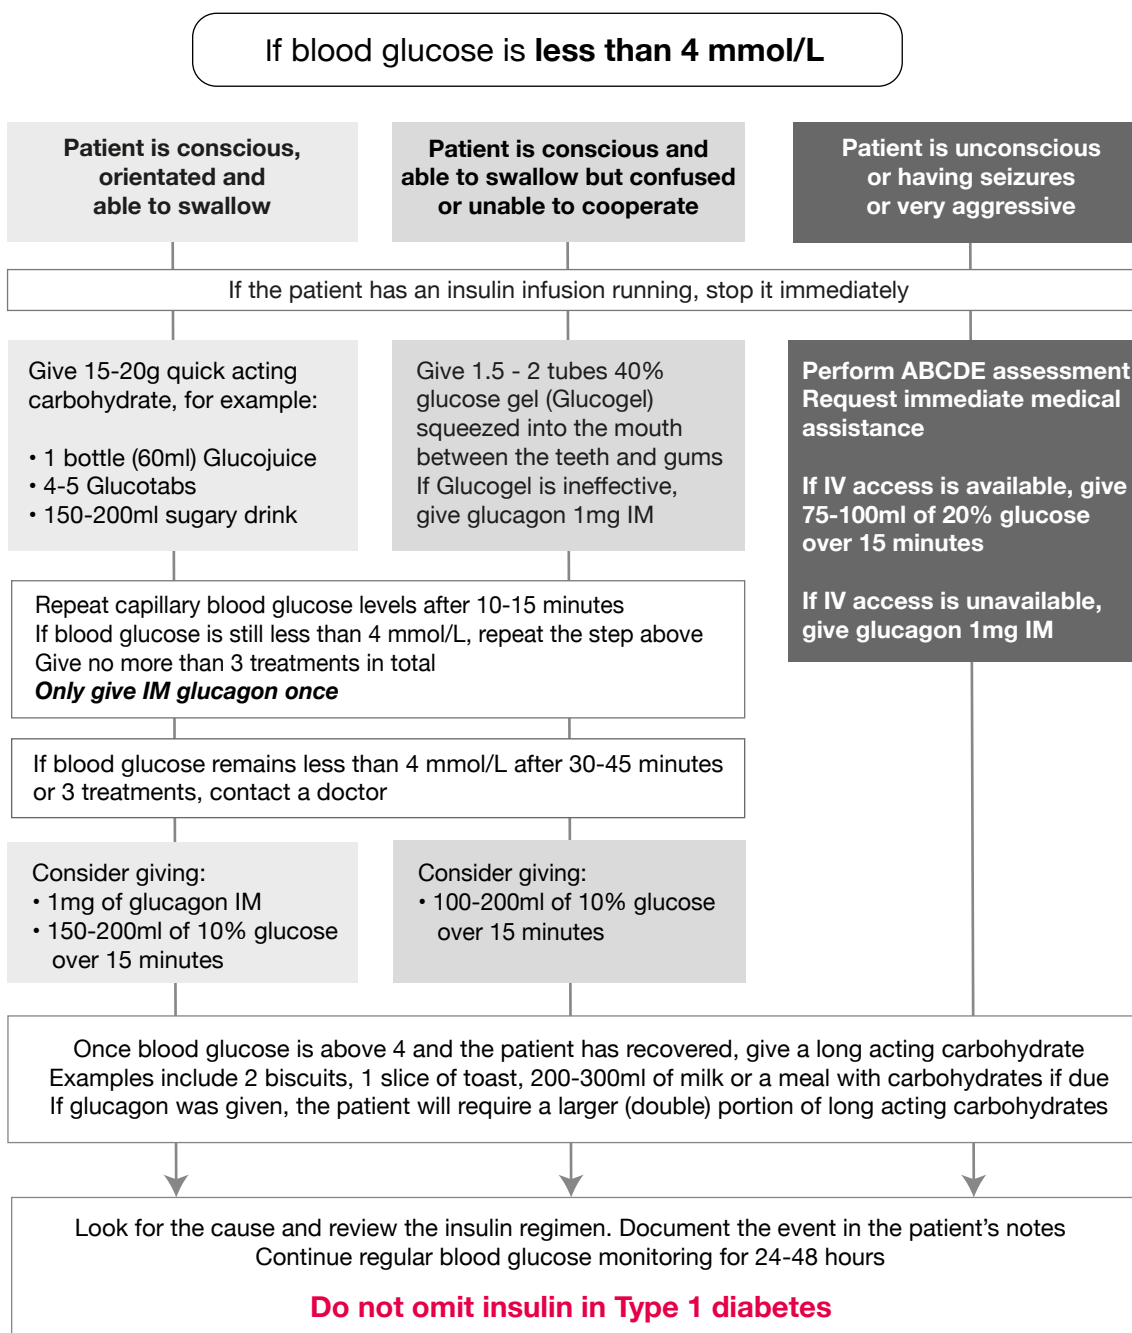 If blood glucose is less than 4 mmol/L
Patient is conscious,
orientated and
able to swallow
Patient is conscious and
able to swallow but confused
or unable to cooperate
Patient is unconscious
or having seizures
or very aggressive
If the patient has an insulin infusion running, stop it immediately
Give 15-20g quick acting
carbohydrate, for example:
• 1 bottle (60ml) Glucojuice
• 4-5 Glucotabs
• 150-200ml sugary drink
Give 1.5 - 2 tubes 40%
glucose gel (Glucogel)
squeezed into the mouth
between the teeth and gums
If Glucogel is ineffective,
give glucagon 1mg IM
Perform ABCDE assessment
Request immediate medical
assistance
If IV access is available, give
75-100ml of 20% glucose
over 15 minutes
If IV access is unavailable,
give glucagon 1mg IM
Repeat capillary blood glucose levels after 10-15 minutes
If blood glucose is still less than 4 mmol/L, repeat the step above
Give no more than 3 treatments in total
Only give IM glucagon once
If blood glucose remains less than 4 mmol/L after 30-45 minutes
or 3 treatments, contact a doctor
Consider giving:
• 1mg of glucagon IM
• 150-200ml of 10% glucose
over 15 minutes
Consider giving:
• 100-200ml of 10% glucose
over 15 minutes
Once blood glucose is above 4 and the patient has recovered, give a long acting carbohydrate
Examples include 2 biscuits, 1 slice of toast, 200-300ml of milk or a meal with carbohydrates if due
If glucagon was given, the patient will require a larger (double) portion of long acting carbohydrates
Look for the cause and review the insulin regimen. Document the event in the patient’s notes
Continue regular blood glucose monitoring for 24-48 hours
Do not omit insulin in Type 1 diabetes